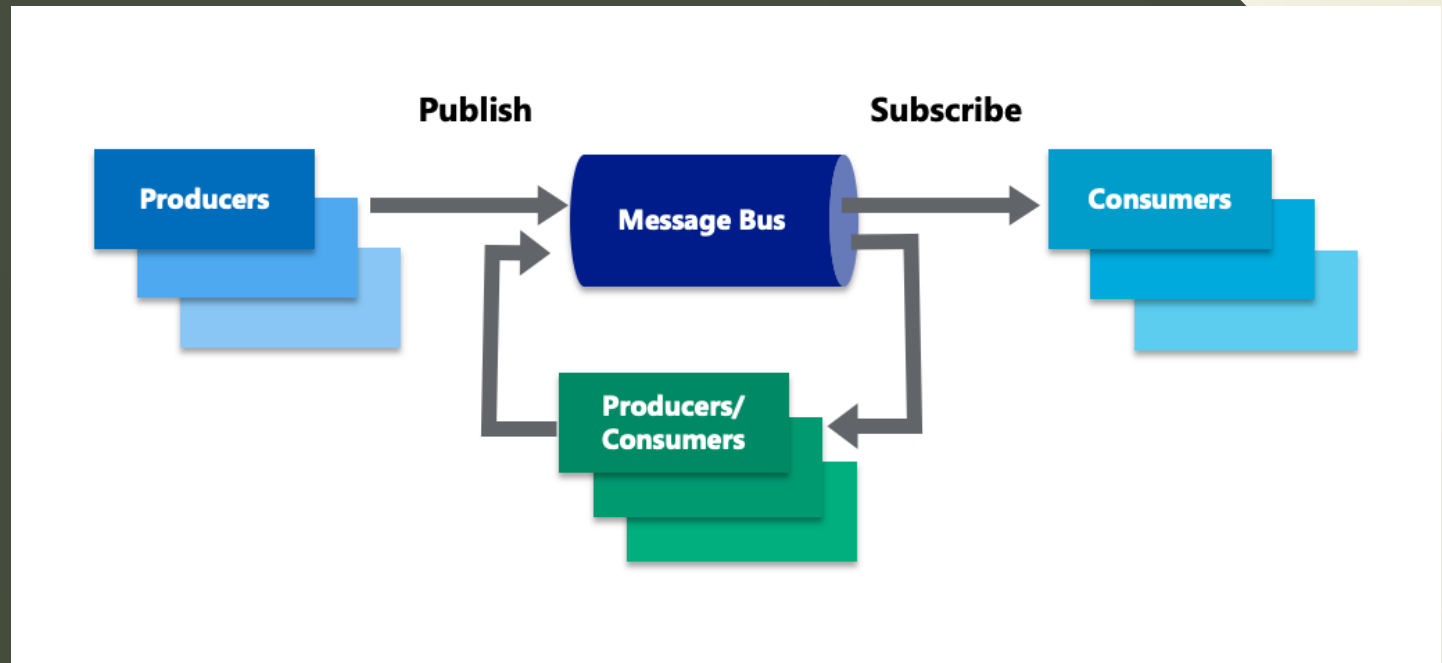 Publish
Subscribe
Producers
Message Bus
Consumers
Producers/
Consumers